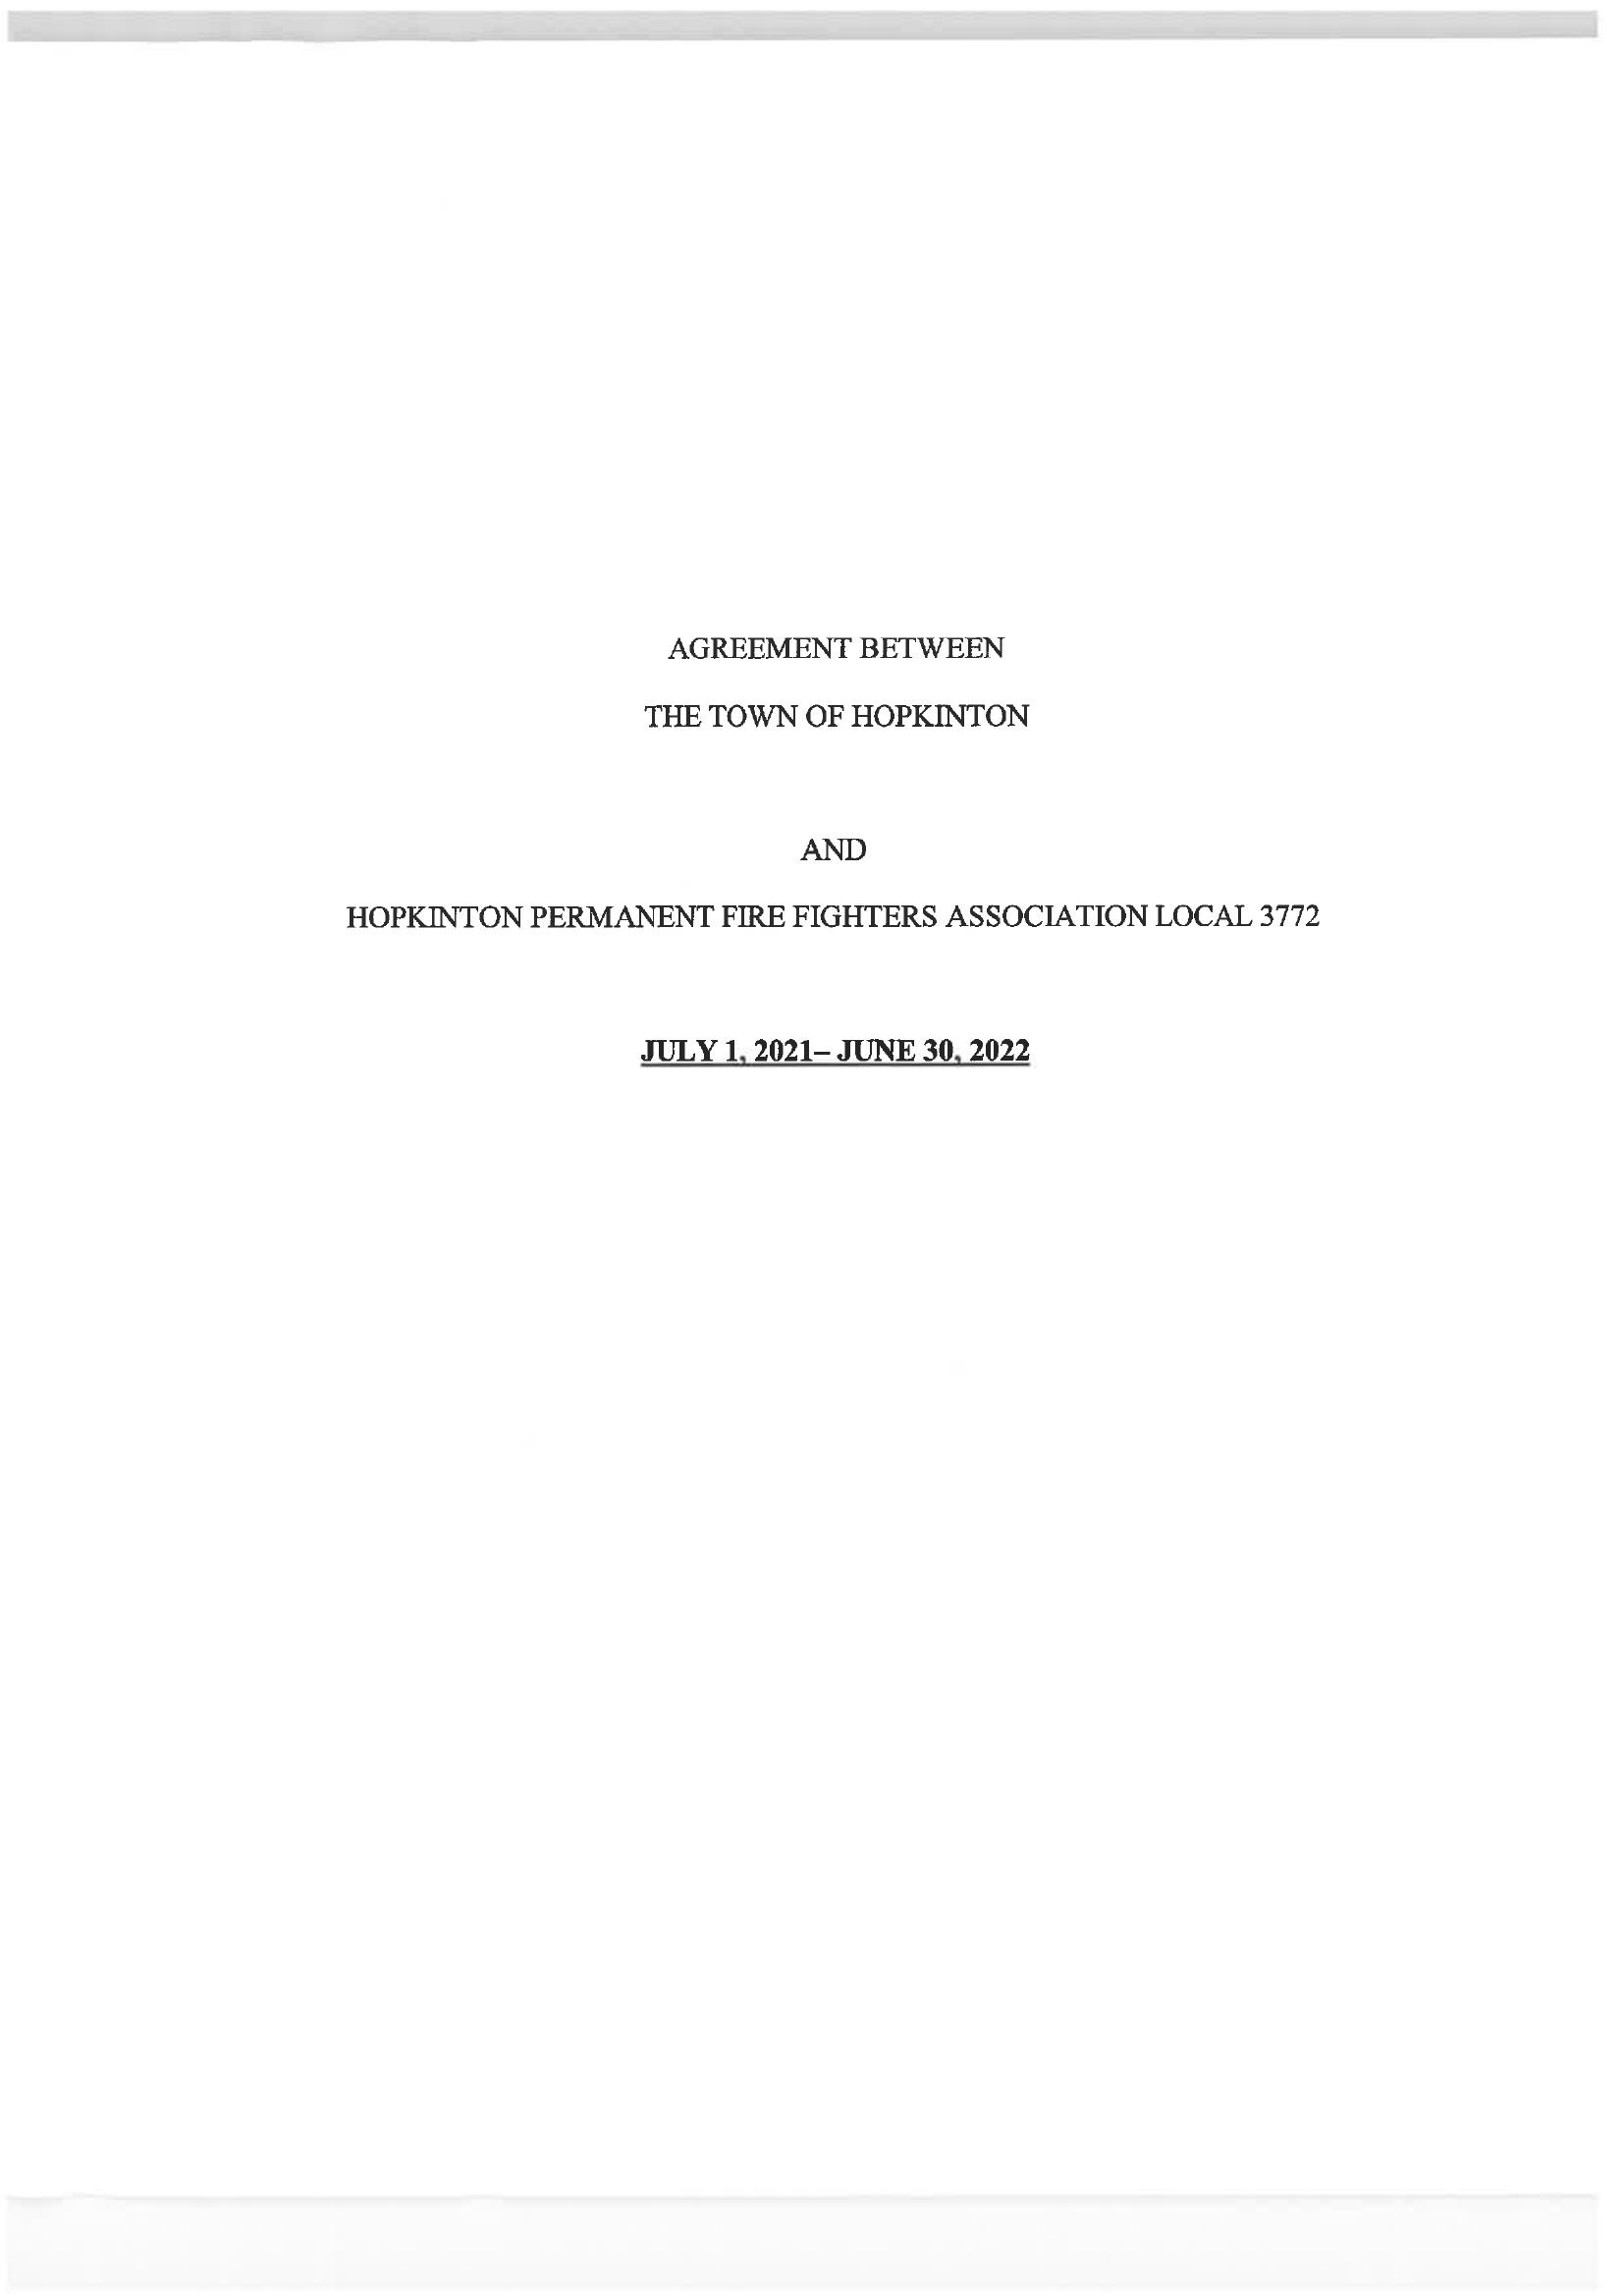 AGREEMENT BETWEEN
THE TOWN OF HOPKINTON
AND
HOPKINTON PERMANENT FIRE FIGHTERS ASSOCIATION LOCAL 3772
JULY 1, 2021– JUNE 30, 2022